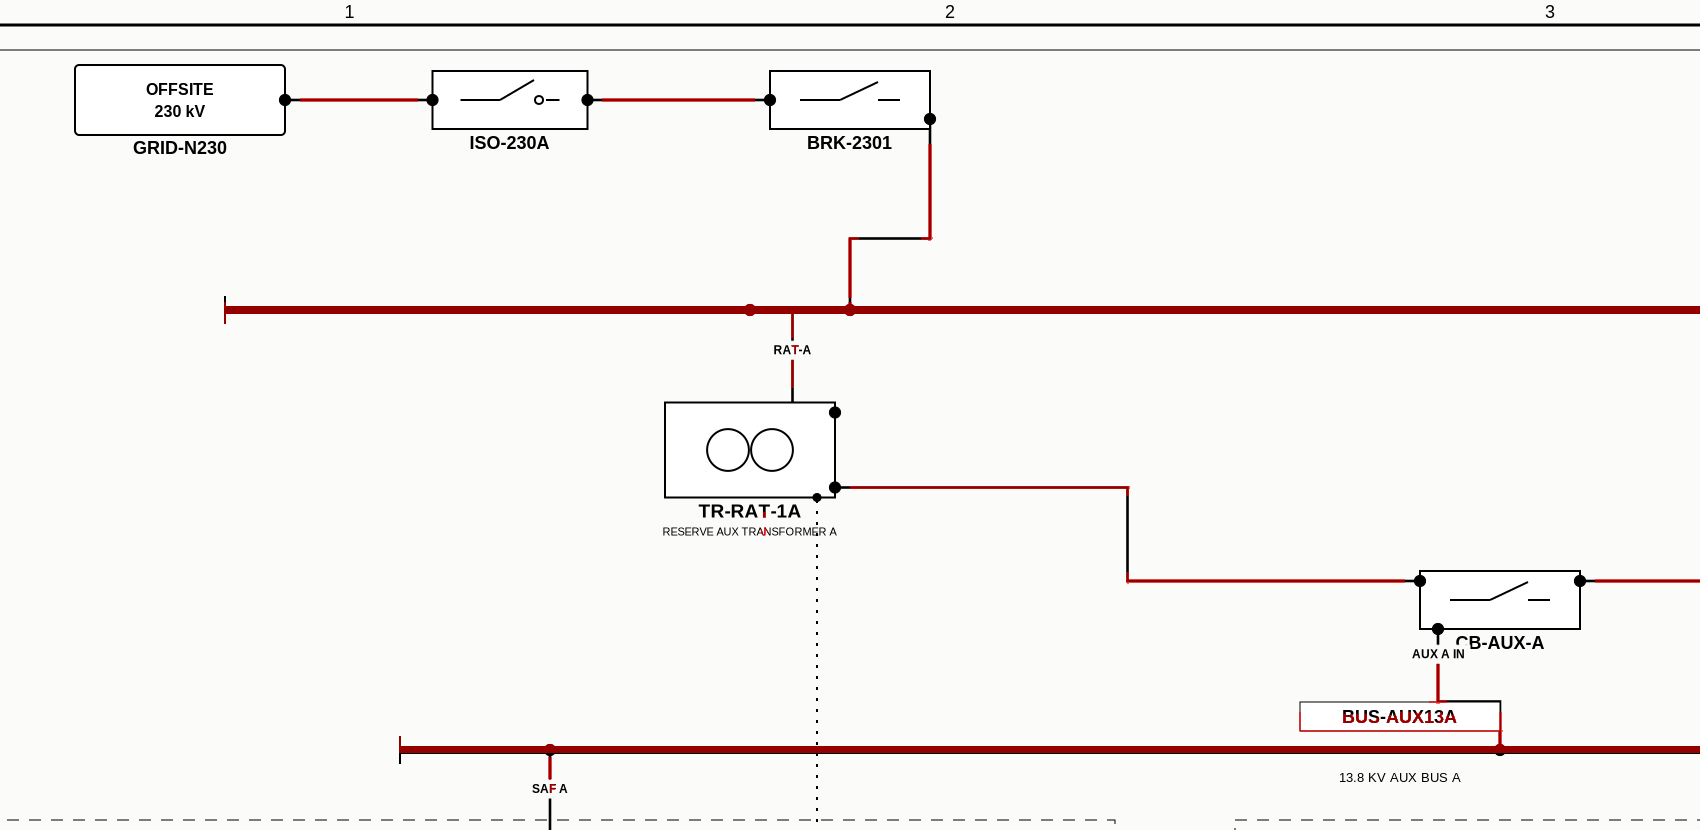 1
2
3
OFFSITE
230 kV
GRID-N230
ISO-230A
BRK-2301
RAT-A
TR-RAT-1A
RESERVE AUX TRANSFORMER A
CB-AUX-A
AUX A IN
BUS-AUX13A
13.8 KV AUX BUS A
SAF A